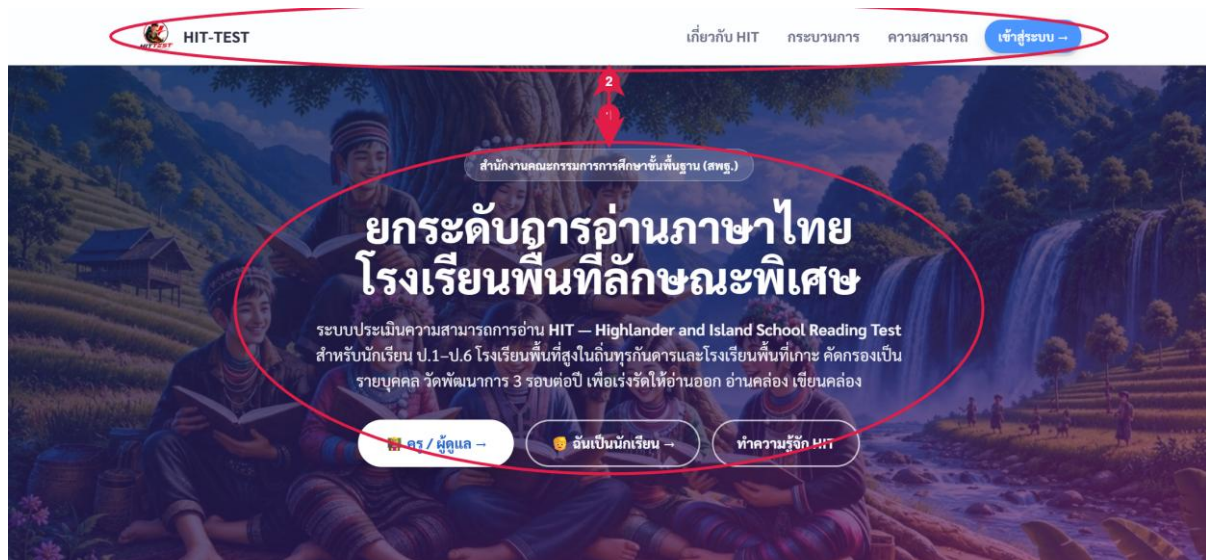 HIT TEST
HIT-TEST
เกี่ยวกับ HIT
กระบวนการ
ความสามารถ
เข้าสู่ระบบ →
2
1
สำนักงานคณะกรรมการการศึกษาขั้นพื้นฐาน (สพฐ.)
ยกระดับการอ่านภาษาไทย
โรงเรียนพื้นที่ลักษณะพิเศษ
ระบบประเมินความสามารถการอ่าน HIT — Highlander and Island School Reading Test
สำหรับนักเรียน ป.1–ป.6 โรงเรียนพื้นที่สูงในถิ่นทุรกันดารและโรงเรียนพื้นที่เกาะ คัดกรองเป็น
รายบุคคล วัดพัฒนาการ 3 รอบต่อปี เพื่อเร่งรัดให้อ่านออก อ่านคล่อง เขียนคล่อง
ครู / ผู้ดูแล →
ฉันเป็นนักเรียน →
ทำความรู้จัก HIT